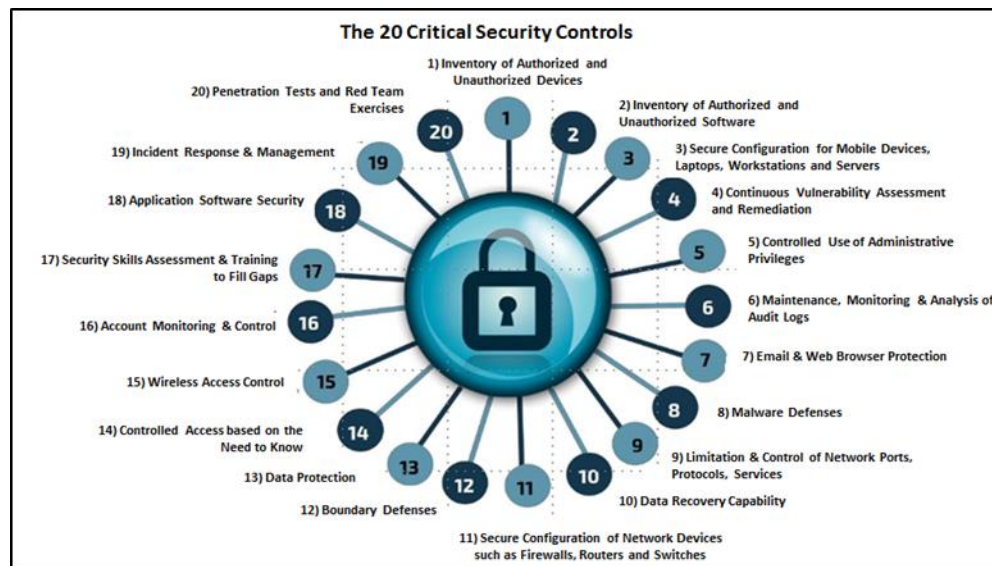 The 20 Critical Security Controls
1) Inventory of Authorized and
Unauthorized Devices
2) Inventory of Authorized and
Unauthorized Software
3) Secure Configuration for Mobile Devices,
Laptops, Workstations and Servers
4) Continuous Vulnerability Assessment
and Remediation
5) Controlled Use of Administrative
Privileges
6) Maintenance, Monitoring & Analysis of
Audit Logs
7) Email & Web Browser Protection
8) Malware Defenses
9) Limitation & Control of Network Ports,
Protocols, Services
10) Data Recovery Capability
11) Secure Configuration of Network Devices
such as Firewalls, Routers and Switches
12) Boundary Defenses
13) Data Protection
14) Controlled Access based on the
Need to Know
15) Wireless Access Control
16) Account Monitoring & Control
17) Security Skills Assessment & Training
to Fill Gaps
18) Application Software Security
19) Incident Response & Management
20) Penetration Tests and Red Team
Exercises
1
2
3
4
5
6
7
8
9
10
11
12
13
14
15
16
17
18
19
20